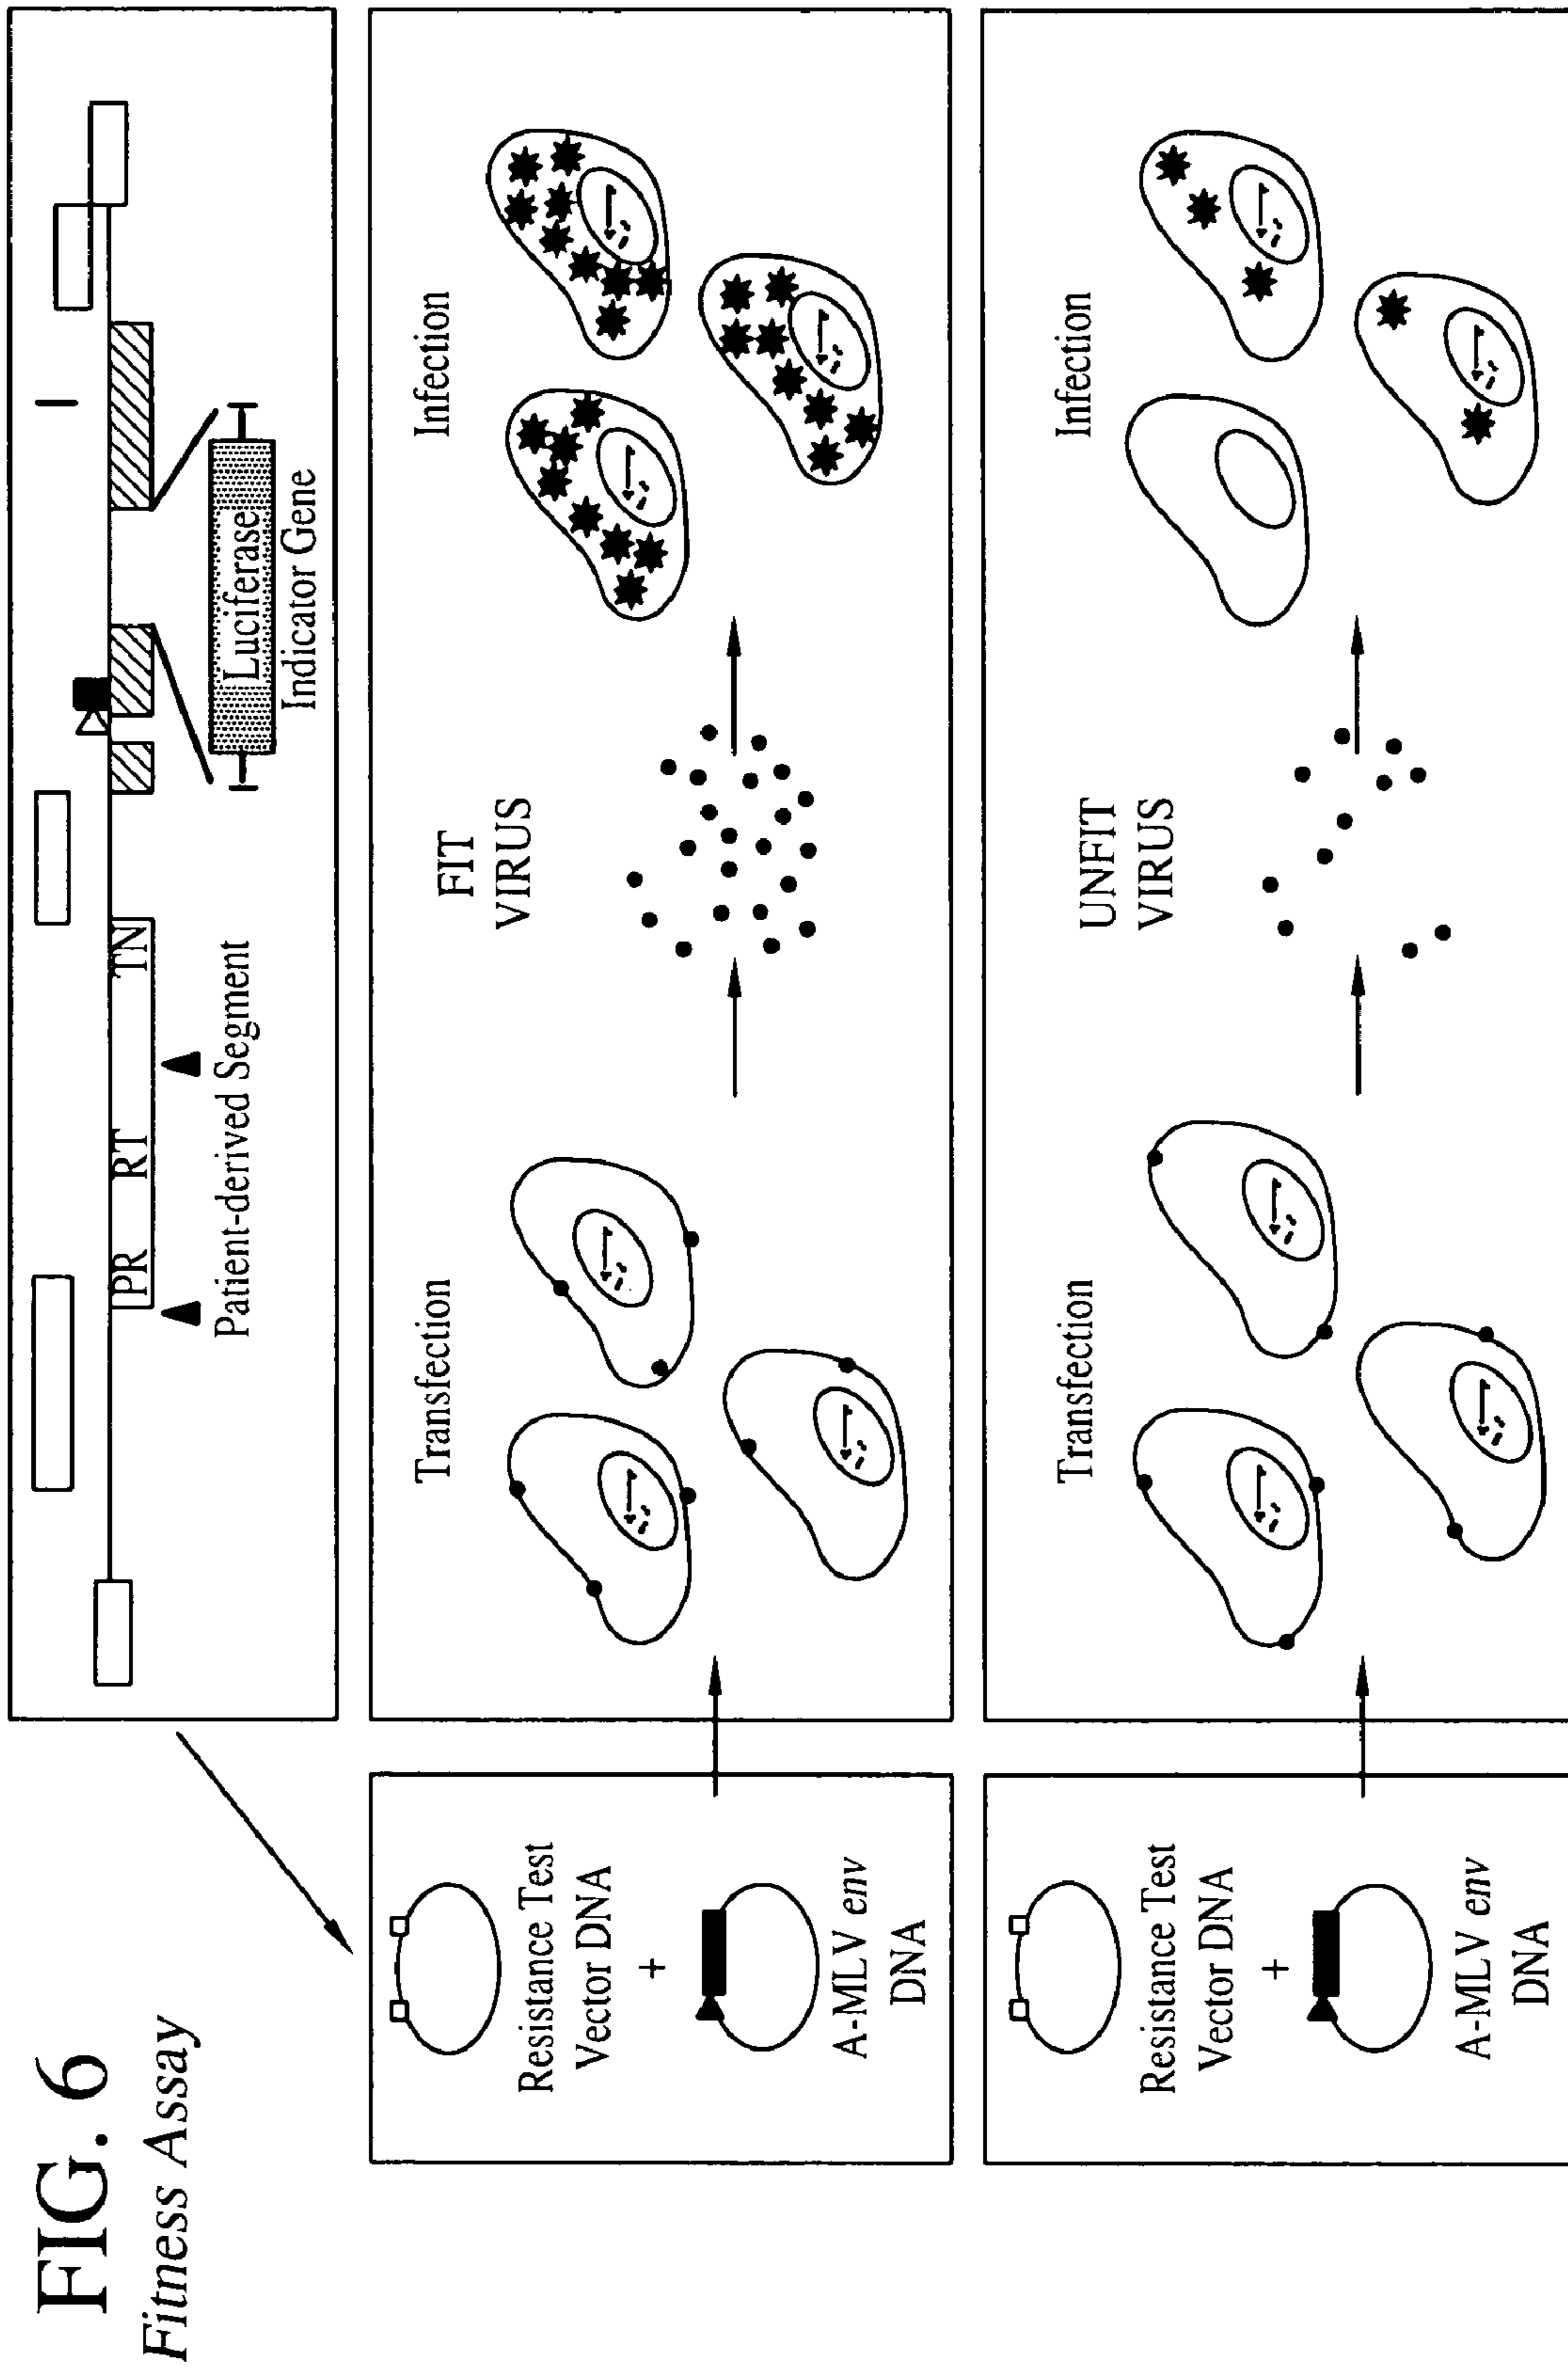 FIG. 6
Fitness Assay
PR RT TN
Patient-derived Segment
Luciferase
Indicator Gene
Resistance Test
Vector DNA
+
A-MLV env
DNA
Transfection
FIT
VIRUS
Infection
Resistance Test
Vector DNA
+
A-MLV env
DNA
Transfection
UNFIT
VIRUS
Infection